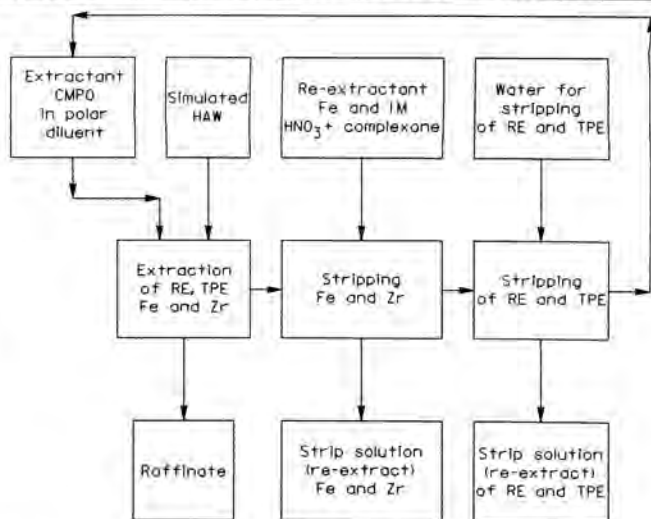 Extractant
CMPO
in polar
diluent
Simulated
HAW
Re-extractant
Fe and 1M
HNO₃+ complexane
Water for
stripping
of RE and TPE
Extraction
of RE, TPE
Fe and Zr
Stripping
Fe and Zr
Stripping
of RE and TPE
Raffinate
Strip solution
(re-extract)
Fe and Zr
Strip solution
(re-extract)
of RE and TPE